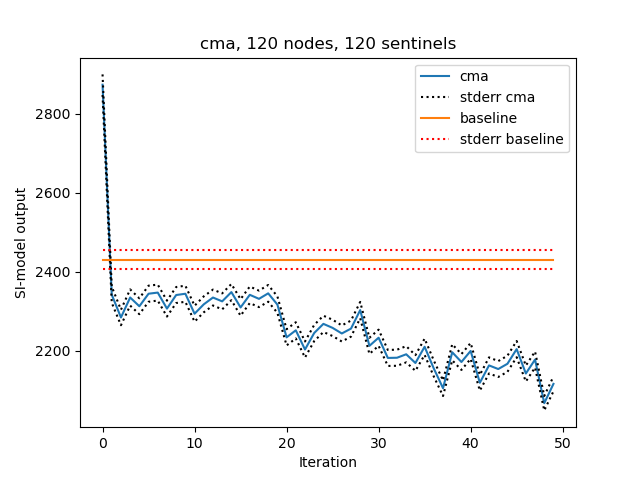 cma, 120 nodes, 120 sentinels
cma
stderr cma
baseline
stderr baseline
SI-model output
2800
2600
2400
2200
0 10 20 30 40 50
Iteration